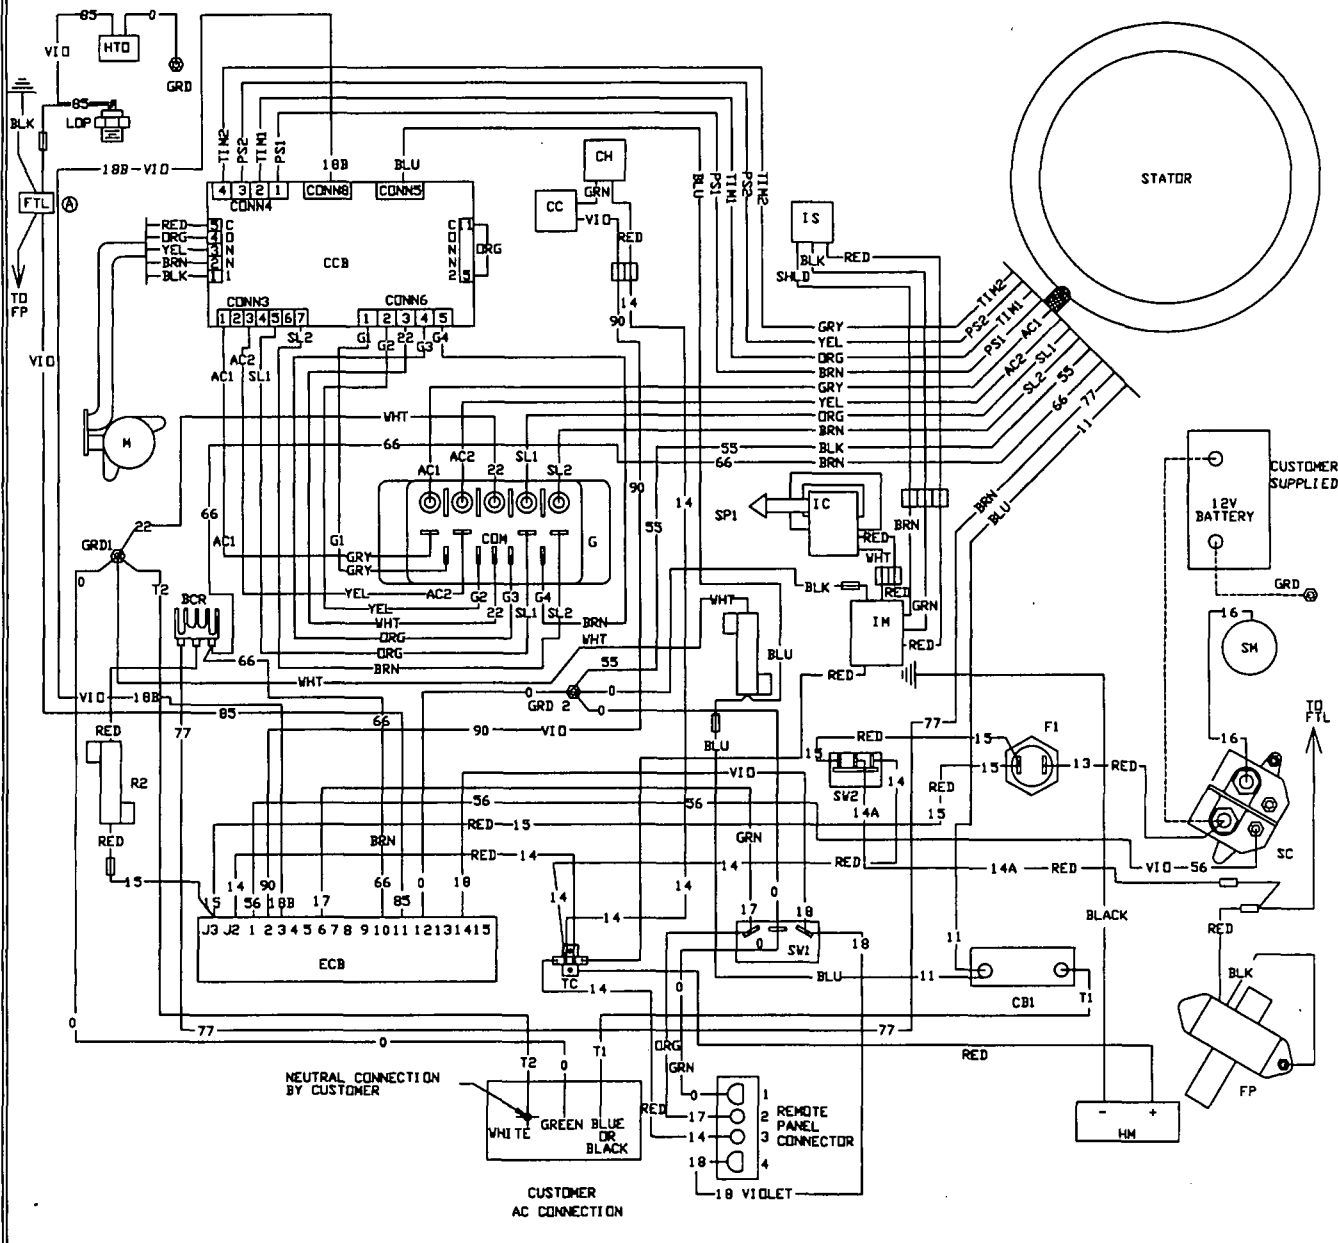 85
0
HTO
VIO
GRD
85
LOP
BLK
18B-VIO
FTL
A
TO
FP
VIO
TIM2
PS2
TIM1
PS1
18B
BLU
4 3 2 1
CONN4
CONN8
CONN5
RED 5
ORG 4
YEL 3
BRN 2
BLK 1
C
O
N
N
1
CCB
C 11
O
N
N
2 5
ORG
CONN3
1 2 3 4 5 6 7
CONN6
1 2 3 4 5
AC1
AC2
SL1
SL2
G1
G2
22
G3
G4
CH
GRN
CC
VIO
RED
14
90
BLU
PS1
TIM1
PS2
TIM2
IS
BLK
RED
SHLD
STATOR
TIM2
PS2
TIM1
PS1
AC1
AC2
SL1
SL2
55
66
77
11
GRY
YEL
ORG
BRN
GRY
YEL
ORG
BRN
55
BLK
66
BRN
M
WHT
66
AC1
AC2
22
SL1
SL2
COM
G
90
14
55
66
22
GRD1
0
T2
AC1
G1
GRY
GRY
YEL
AC2
G2
G3
G4
YEL
22
SL1
SL2
WHT
BRN
ORG
ORG
BRN
WHT
55
SP1
IC
RED
WHT
BRN
BRN
BLU
RED
BLK
GRN
IM
RED
RED
CUSTOMER
SUPPLIED
12V
BATTERY
GRD
16
SM
16
BCR
66
WHT
WHT
BLU
BLU
0
0
GRD 2
0
VIO
18B
85
77
RED
R2
RED
15
66
90
VIO
VIO
56
56
RED
15
BRN
RED
14
GRN
77
RED
15
15
14
SW2
14A
15
RED
15
F1
13
RED
TO
FTL
14
RED
14A
RED
VIO
56
SC
BLACK
RED
15
14
56
90
18B
17
66
85
0
18
J3 J2 1 2 3 4 5 6 7 8 9 10 11 12 13 14 15
ECB
14
14
14
TC
14
17
0
18
0
SW1
18
BLU
11
11
CB1
T1
BLK
FP
0
0
77
77
0
T2
0
T1
ORG
GRN
RED
RED
NEUTRAL CONNECTION
BY CUSTOMER
WHITE
GREEN
BLUE
OR
BLACK
0
1
17
2
14
3
18
4
REMOTE
PANEL
CONNECTOR
18 VIOLET
-
+
HM
CUSTOMER
AC CONNECTION